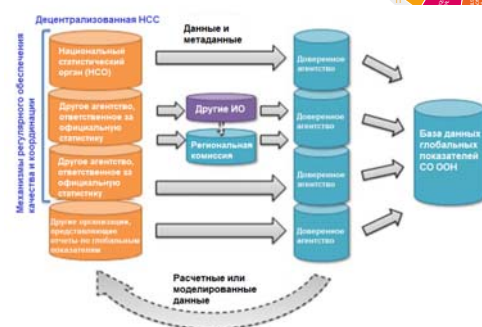 Децентрализованная НСС
Данные и
метаданные
Механизмы регулярного обеспечения
качества и координации
Национальный
статистический
орган (НСО)
Другое агентство,
ответственное за
официальную
статистику
Другое агентство,
ответственное за
официальную
статистику
Другие организации,
представляющие
отчеты по глобальным
показателям
Другие ИО
Региональная
комиссия
Доверенное
агентство
Доверенное
агентство
Доверенное
агентство
Доверенное
агентство
База данных
глобальных
показателей
СО ООН
Расчетные или
моделированные
данные